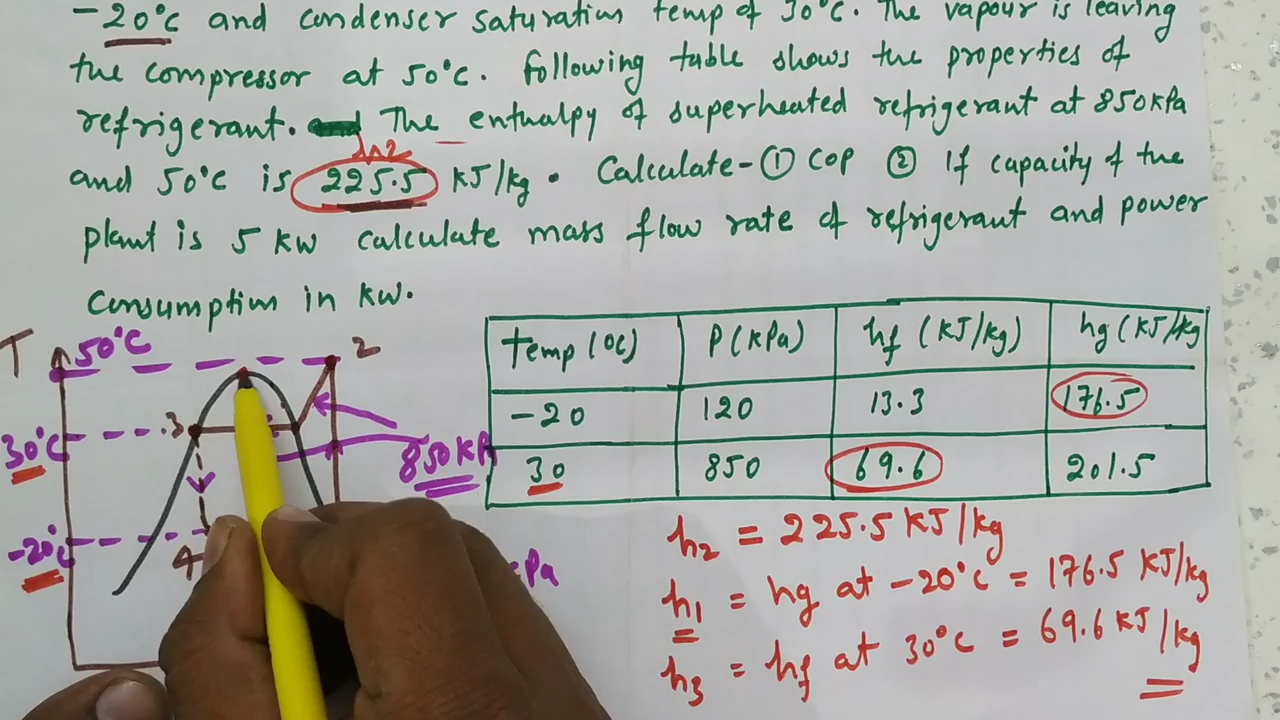 -20°C and condenser saturation temp of 30°C. The vapour is leaving
the compressor at 50°C. Following table shows the properties of
refrigerant. The enthalpy of superheated refrigerant at 850 kPa
h2
and 50°C is 225.5 KJ/kg. Calculate- ① COP ② If capacity of the
plant is 5 KW calculate mass flow rate of refrigerant and power
Consumption in KW.
T 50°C 2
30°C 3
850KP
-20°C 4
kPa
temp (°C) P(KPa) hf (KJ/kg) hg(KJ/kg)
-20 120 13.3 176.5
30 850 69.6 201.5
h2 = 225.5 KJ/kg
h1 = hg at -20°C = 176.5 KJ/kg
h3 = hf at 30°C = 69.6 KJ/kg